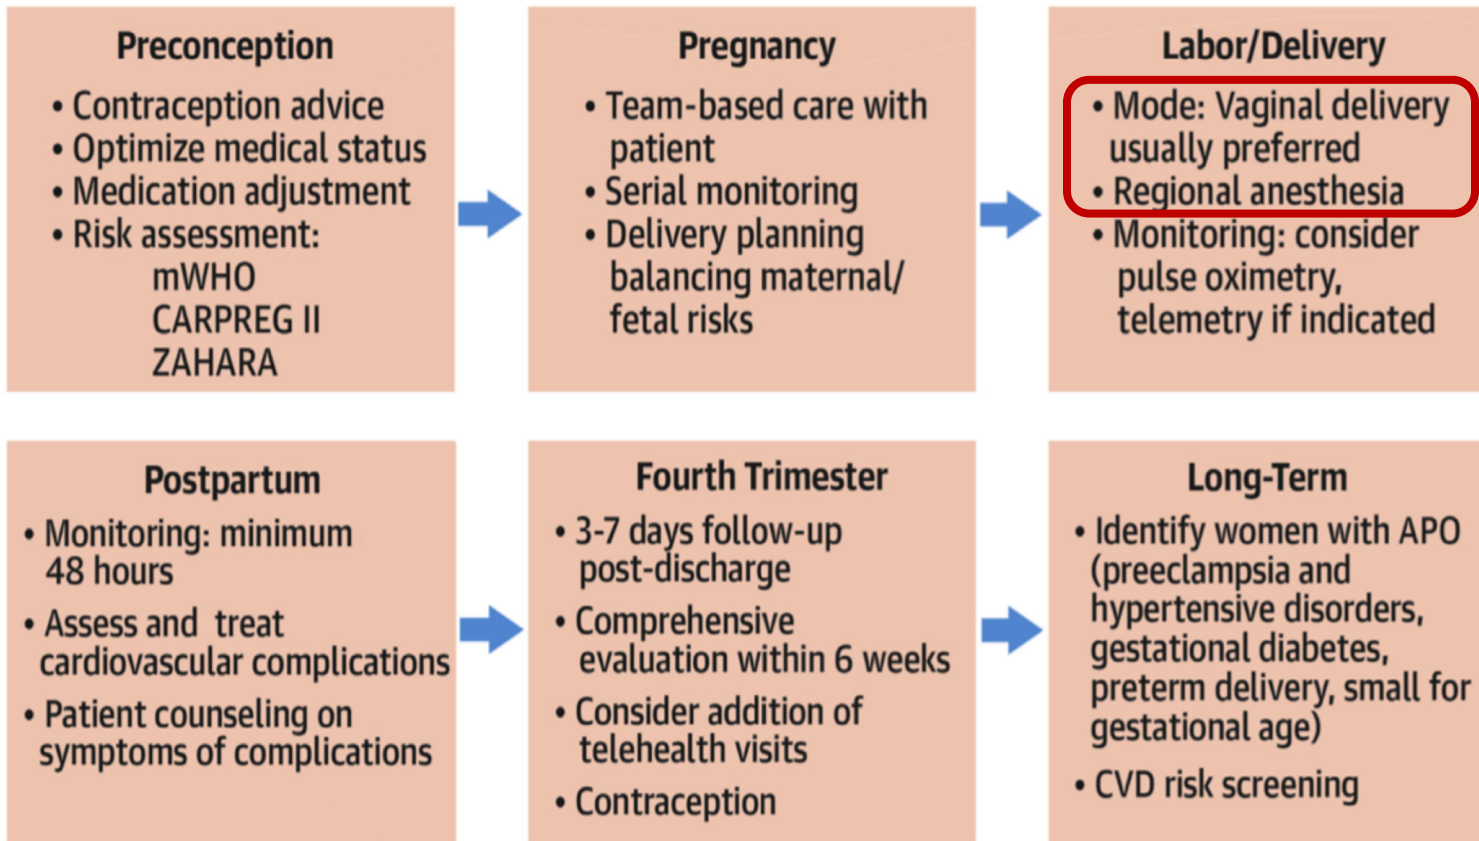 Preconception
• Contraception advice
• Optimize medical status
• Medication adjustment
• Risk assessment:
mWHO
CARPREG II
ZAHARA
Pregnancy
• Team-based care with
patient
• Serial monitoring
• Delivery planning
balancing maternal/
fetal risks
Labor/Delivery
• Mode: Vaginal delivery
usually preferred
• Regional anesthesia
• Monitoring: consider
pulse oximetry,
telemetry if indicated
Postpartum
• Monitoring: minimum
48 hours
• Assess and treat
cardiovascular complications
• Patient counseling on
symptoms of complications
Fourth Trimester
• 3-7 days follow-up
post-discharge
• Comprehensive
evaluation within 6 weeks
• Consider addition of
telehealth visits
• Contraception
Long-Term
• Identify women with APO
(preeclampsia and
hypertensive disorders,
gestational diabetes,
preterm delivery, small for
gestational age)
• CVD risk screening